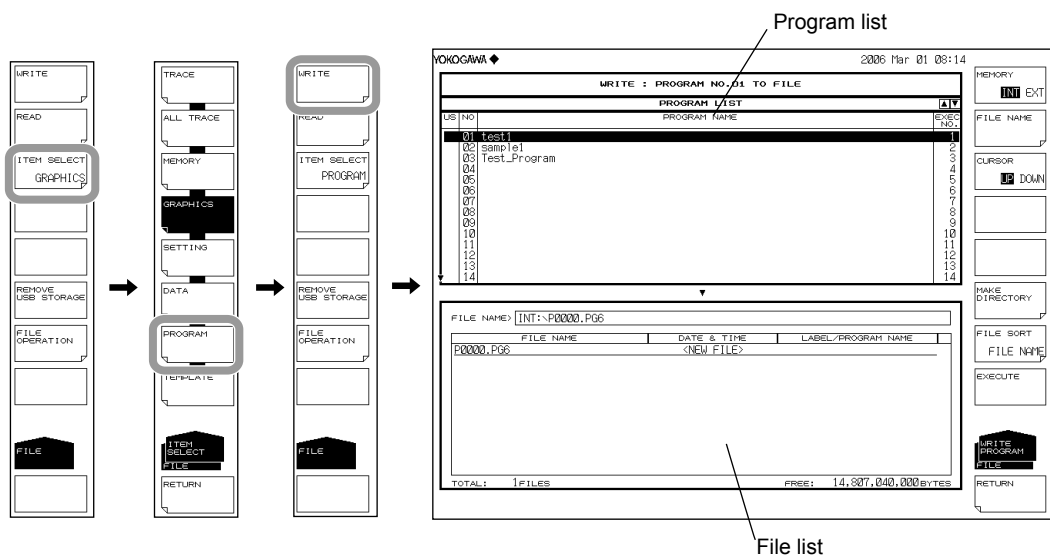 Program list
WRITE
READ
ITEM SELECT
GRAPHICS
REMOVE
USB STORAGE
FILE
OPERATION
FILE
TRACE
ALL TRACE
MEMORY
GRAPHICS
SETTING
DATA
PROGRAM
TEMPLATE
ITEM
SELECT
FILE
RETURN
WRITE
READ
ITEM SELECT
PROGRAM
REMOVE
USB STORAGE
FILE
OPERATION
FILE
YOKOGAWA 2006 Mar 01 08:14
WRITE : PROGRAM NO.01 TO FILE
PROGRAM LIST
US NO PROGRAM NAME EXEC NO.
01 test1 1
02 sample1 2
03 Test_Program 3
04 4
05 5
06 6
07 7
08 8
09 9
10 10
11 11
12 12
13 13
14 14
FILE NAME> INT:\P0000.PG6
FILE NAME DATE & TIME LABEL/PROGRAM NAME
P0000.PG6 <NEW FILE>
TOTAL: 1FILES FREE: 14,807,040,000BYTES
MEMORY
INT EXT
FILE NAME
CURSOR
UP DOWN
MAKE
DIRECTORY
FILE SORT
FILE NAME
EXECUTE
WRITE
PROGRAM
FILE
RETURN
File list